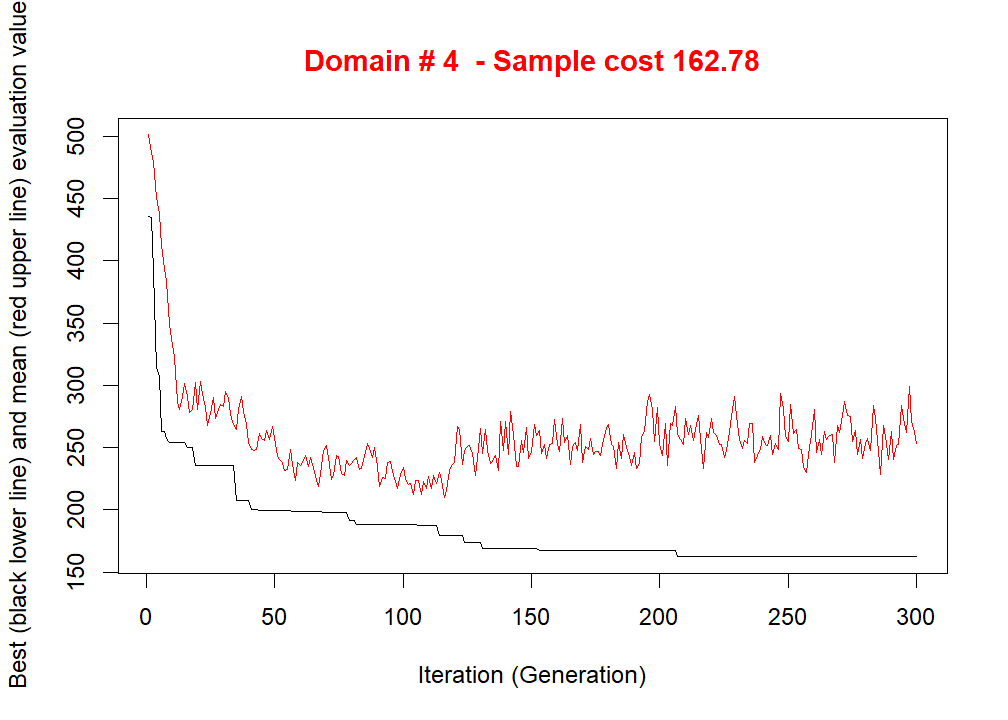 Domain # 4  - Sample cost 162.78
Best (black lower line) and mean (red upper line) evaluation value
500
450
400
350
300
250
200
150
0 50 100 150 200 250 300
Iteration (Generation)